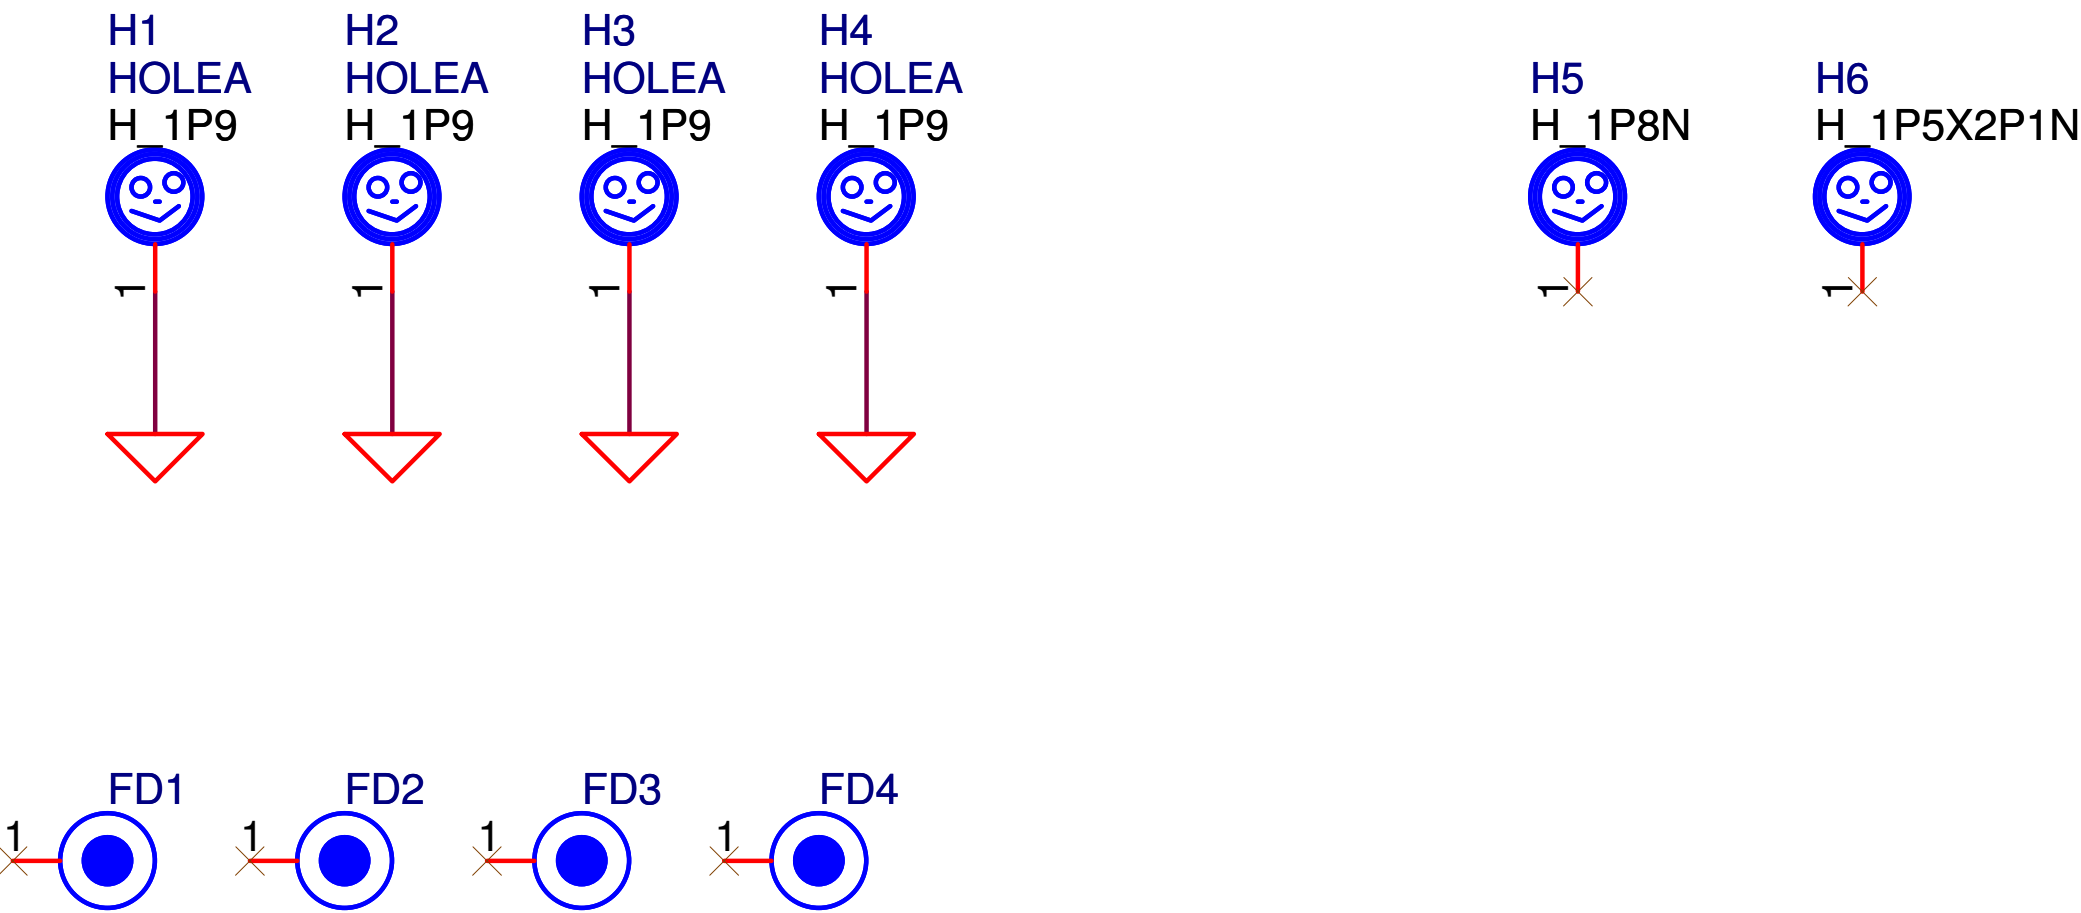 H1
HOLEA
H_1P9
1
H2
HOLEA
H_1P9
1
H3
HOLEA
H_1P9
1
H4
HOLEA
H_1P9
1
H5
H_1P8N
1
H6
H_1P5X2P1N
1
FD1
1
FD2
1
FD3
1
FD4
1